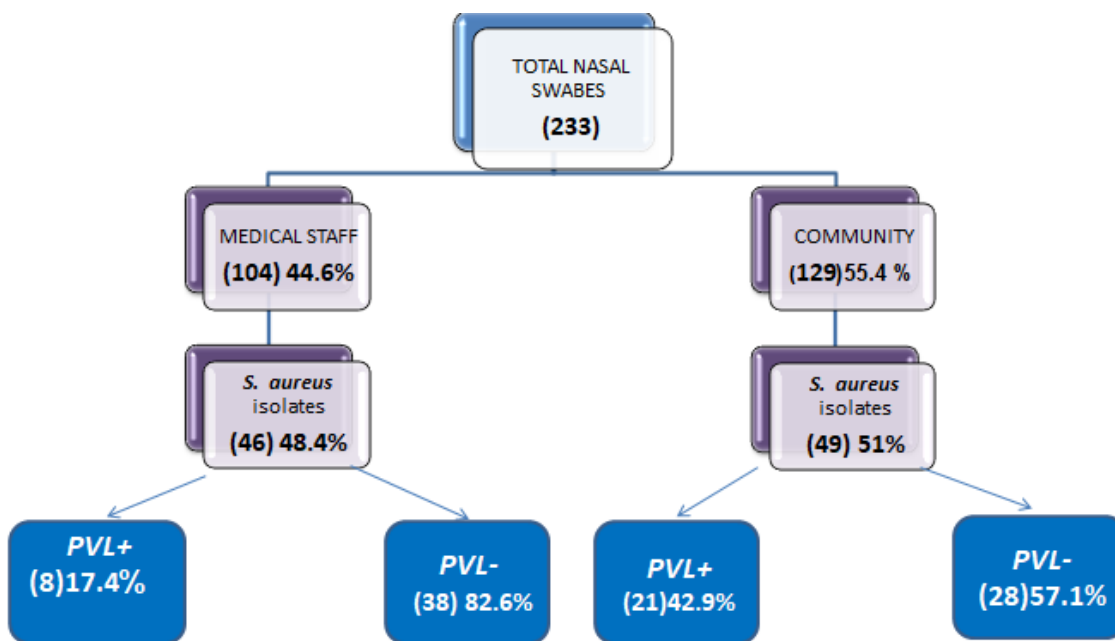 TOTAL NASAL
SWABES
(233)
MEDICAL STAFF
(104) 44.6%
COMMUNITY
(129)55.4 %
S. aureus
isolates
(46) 48.4%
S. aureus
isolates
(49) 51%
PVL+
(8)17.4%
PVL-
(38) 82.6%
PVL+
(21)42.9%
PVL-
(28)57.1%